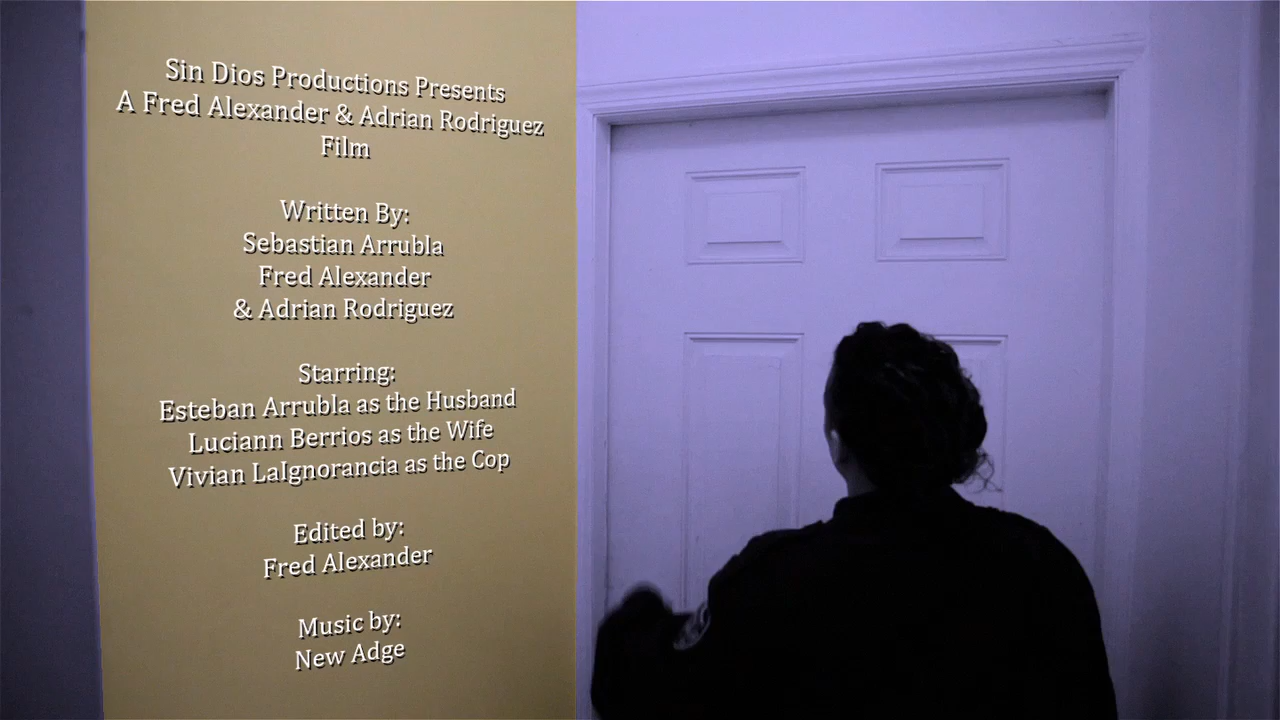 Sin Dios Productions Presents
A Fred Alexander & Adrian Rodriguez
Film
Written By:
Sebastian Arrubla
Fred Alexander
& Adrian Rodriguez
Starring:
Esteban Arrubla as the Husband
Luciann Berrios as the Wife
Vivian LaIgnorancia as the Cop
Edited by:
Fred Alexander
Music by:
New Adge